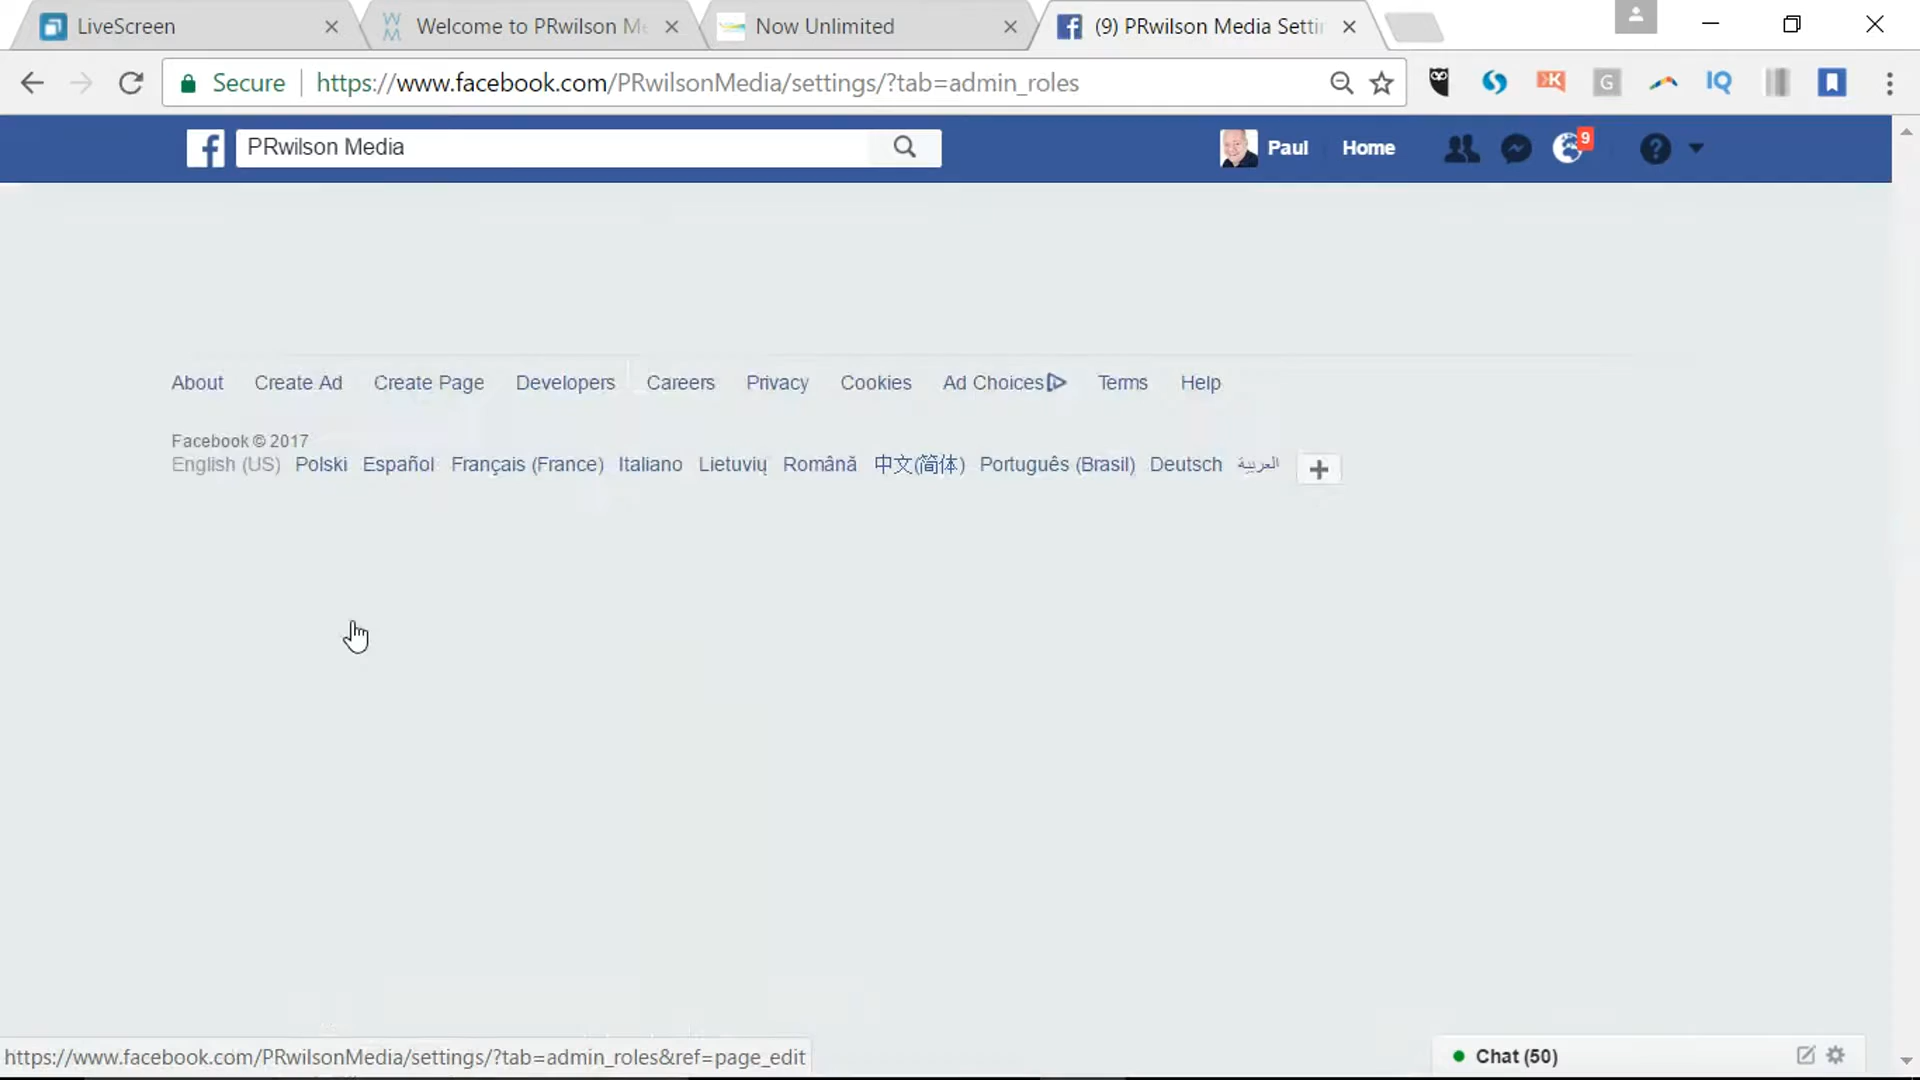 LiveScreen
Welcome to PRwilson Me
Now Unlimited
(9) PRwilson Media Settin
Secure
https://www.facebook.com/PRwilsonMedia/settings/?tab=admin_roles
G
IQ
PRwilson Media
Paul
Home
9
?
About
Create Ad
Create Page
Developers
Careers
Privacy
Cookies
Ad Choices
Terms
Help
Facebook © 2017
English (US)
Polski
Español
Français (France)
Italiano
Lietuvių
Română
中文(简体)
Português (Brasil)
Deutsch
العربية
https://www.facebook.com/PRwilsonMedia/settings/?tab=admin_roles&ref=page_edit
Chat (50)